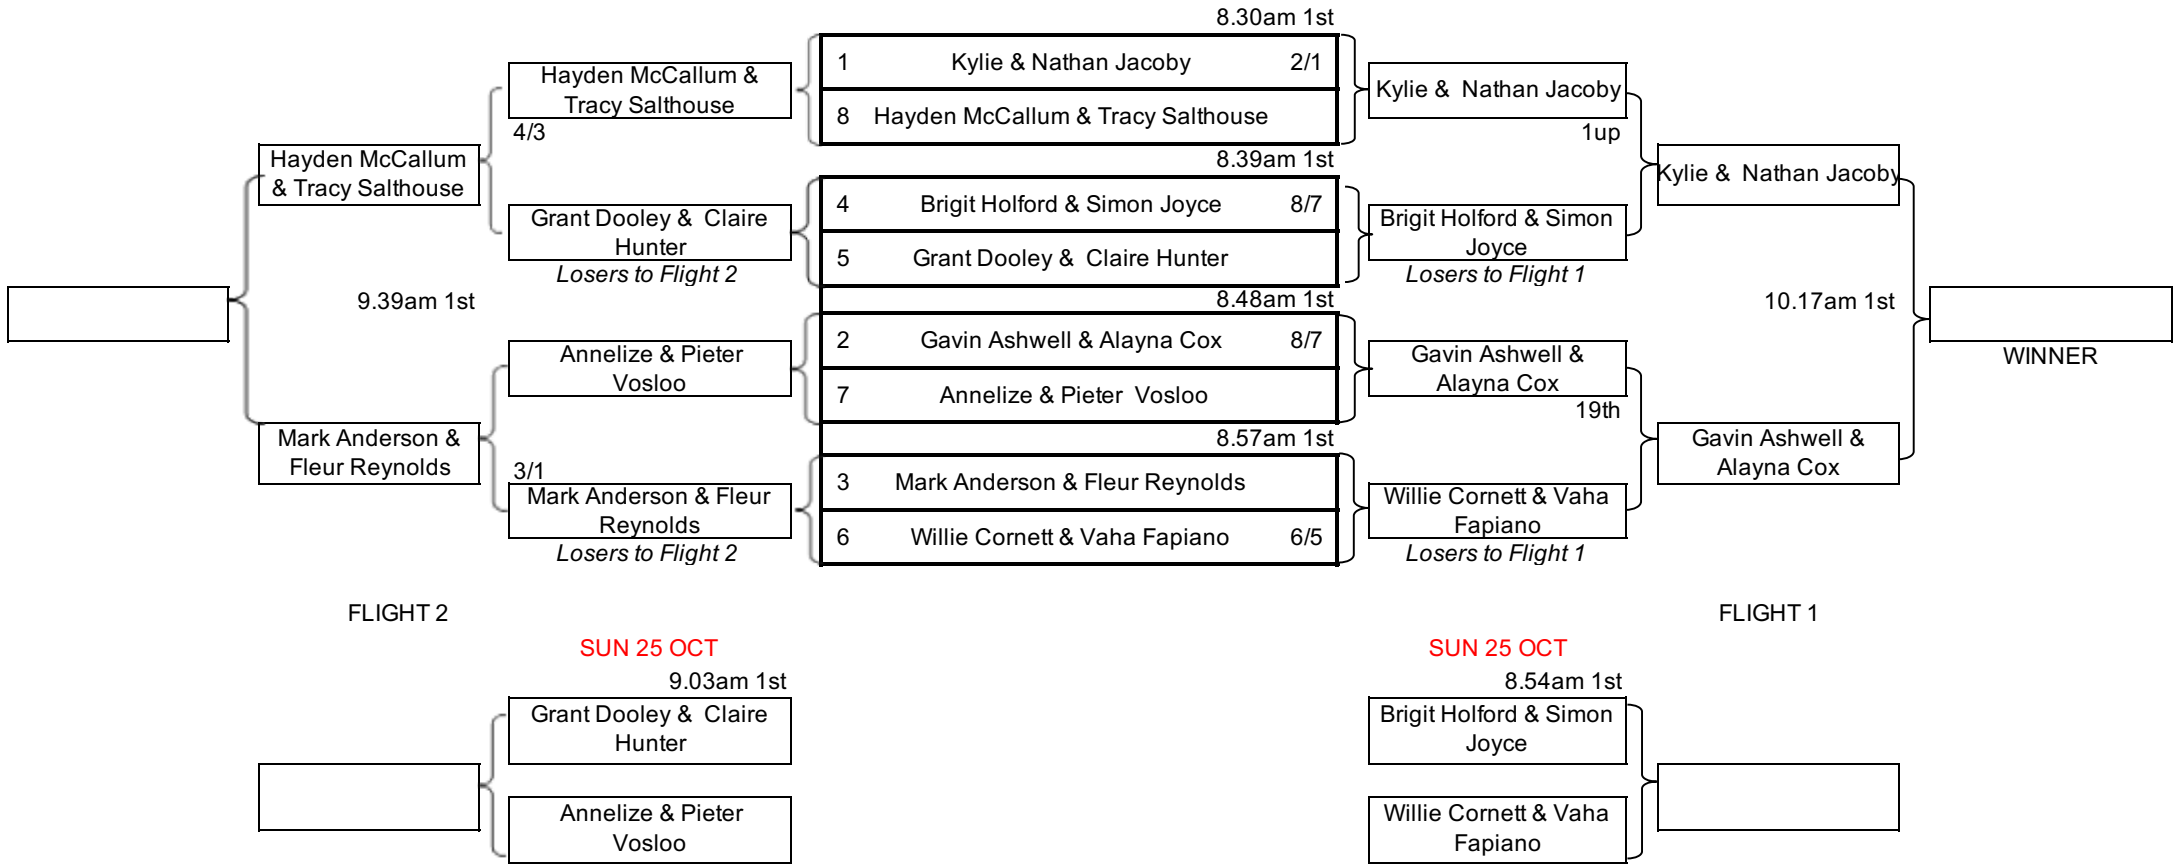 8.30am 1st
1 Kylie & Nathan Jacoby 2/1
Hayden McCallum &
Tracy Salthouse
Kylie &  Nathan Jacoby
8 Hayden McCallum & Tracy Salthouse
4/3
1up
Hayden McCallum
& Tracy Salthouse
8.39am 1st
Kylie &  Nathan Jacoby
4 Brigit Holford & Simon Joyce 8/7
Grant Dooley &  Claire
Hunter
Brigit Holford & Simon
Joyce
5 Grant Dooley &  Claire Hunter
Losers to Flight 2
Losers to Flight 1
9.39am 1st
8.48am 1st
10.17am 1st
2 Gavin Ashwell & Alayna Cox 8/7
Annelize & Pieter
Vosloo
Gavin Ashwell &
Alayna Cox
WINNER
7 Annelize & Pieter  Vosloo
19th
8.57am 1st
Mark Anderson &
Fleur Reynolds
Gavin Ashwell &
Alayna Cox
3/1
3 Mark Anderson & Fleur Reynolds
Mark Anderson & Fleur
Reynolds
Willie Cornett & Vaha
Fapiano
6 Willie Cornett & Vaha Fapiano 6/5
Losers to Flight 2
Losers to Flight 1
FLIGHT 2
FLIGHT 1
SUN 25 OCT
SUN 25 OCT
9.03am 1st
8.54am 1st
Grant Dooley &  Claire
Hunter
Brigit Holford & Simon
Joyce
Annelize & Pieter
Vosloo
Willie Cornett & Vaha
Fapiano